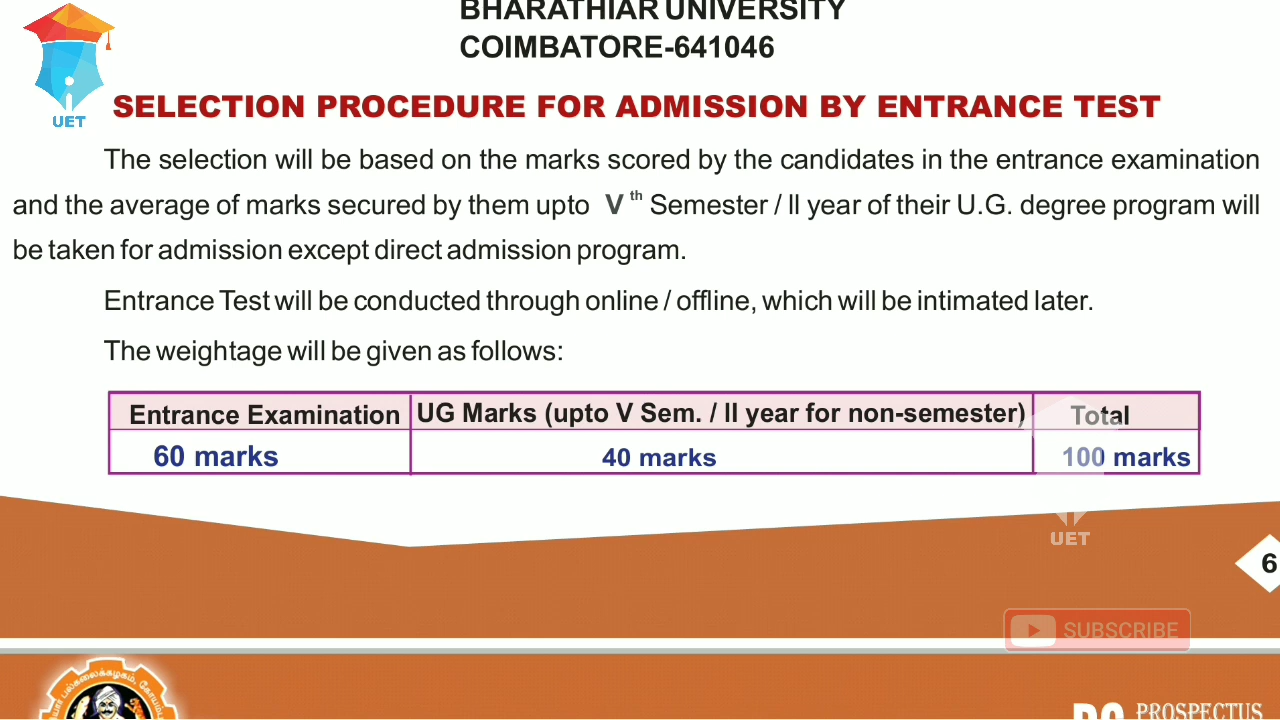 BHARATHIAR UNIVERSITY
COIMBATORE-641046
UET
SELECTION PROCEDURE FOR ADMISSION BY ENTRANCE TEST
The selection will be based on the marks scored by the candidates in the entrance examination
and the average of marks secured by them upto V th Semester / II year of their U.G. degree program will
be taken for admission except direct admission program.
Entrance Test will be conducted through online / offline, which will be intimated later.
The weightage will be given as follows:
Entrance Examination UG Marks (upto V Sem. / II year for non-semester) Total
60 marks 40 marks 100 marks
UET
6
SUBSCRIBE
PG PROSPECTUS